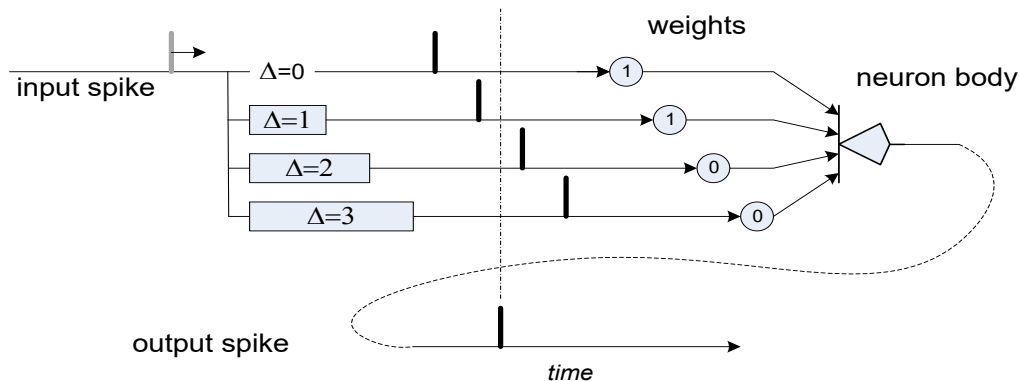 weights
input spike
Δ=0
1
neuron body
Δ=1
1
Δ=2
0
Δ=3
0
output spike
time